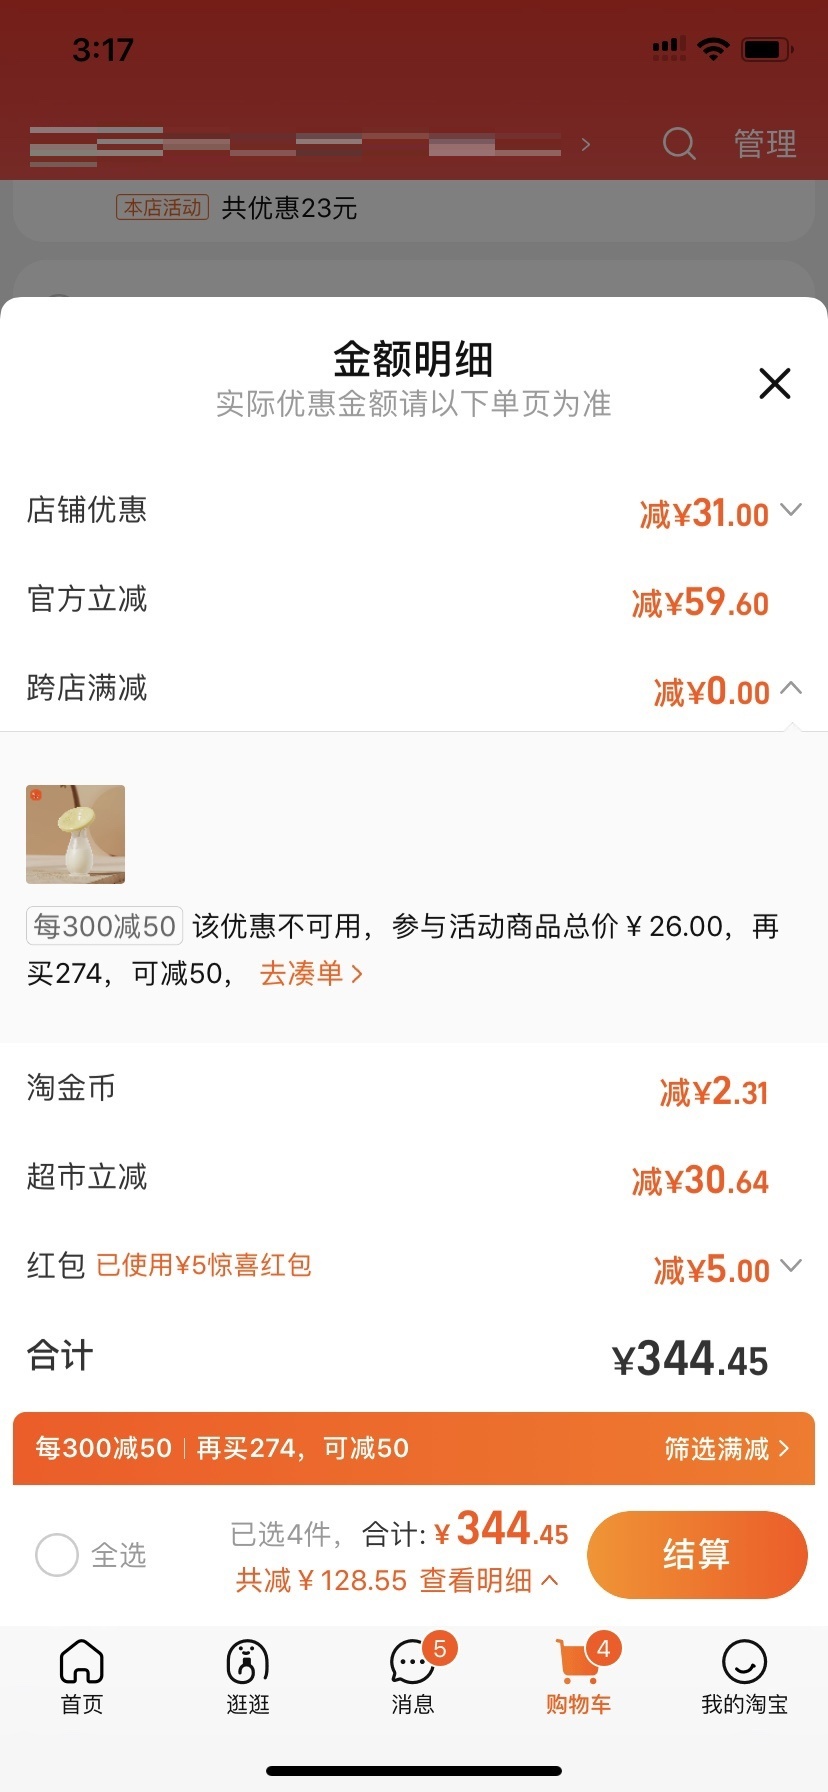 3:17
管理
本店活动 共优惠23元
金额明细
实际优惠金额请以下单页为准
店铺优惠 减¥31.00
官方立减 减¥59.60
跨店满减 减¥0.00
每300减50 该优惠不可用，参与活动商品总价¥26.00，再
买274，可减50， 去凑单
淘金币 减¥2.31
超市立减 减¥30.64
红包 已使用¥5惊喜红包 减¥5.00
合计 ¥344.45
每300减50 再买274，可减50 筛选满减
全选 已选4件，合计:¥344.45 结算
共减¥128.55 查看明细
5 4
首页 逛逛 消息 购物车 我的淘宝